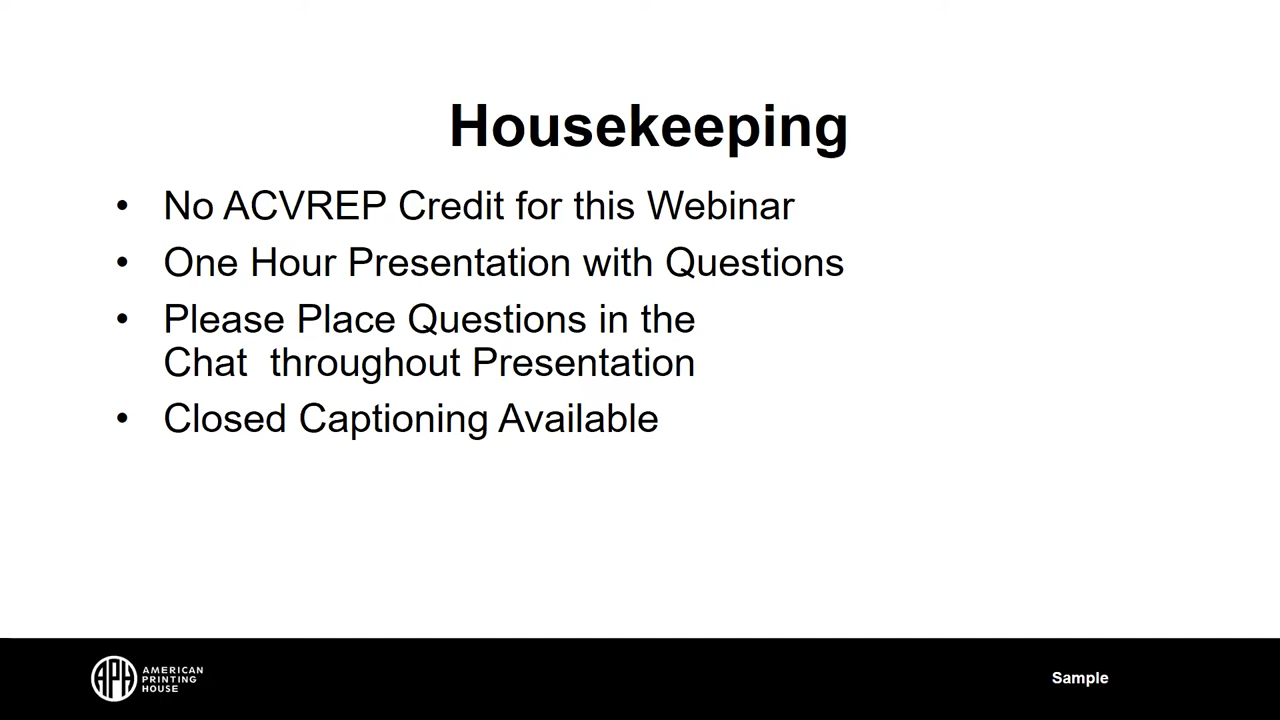 Housekeeping
• No ACVREP Credit for this Webinar
• One Hour Presentation with Questions
• Please Place Questions in the
Chat  throughout Presentation
• Closed Captioning Available
APH
AMERICAN
PRINTING
HOUSE
Sample